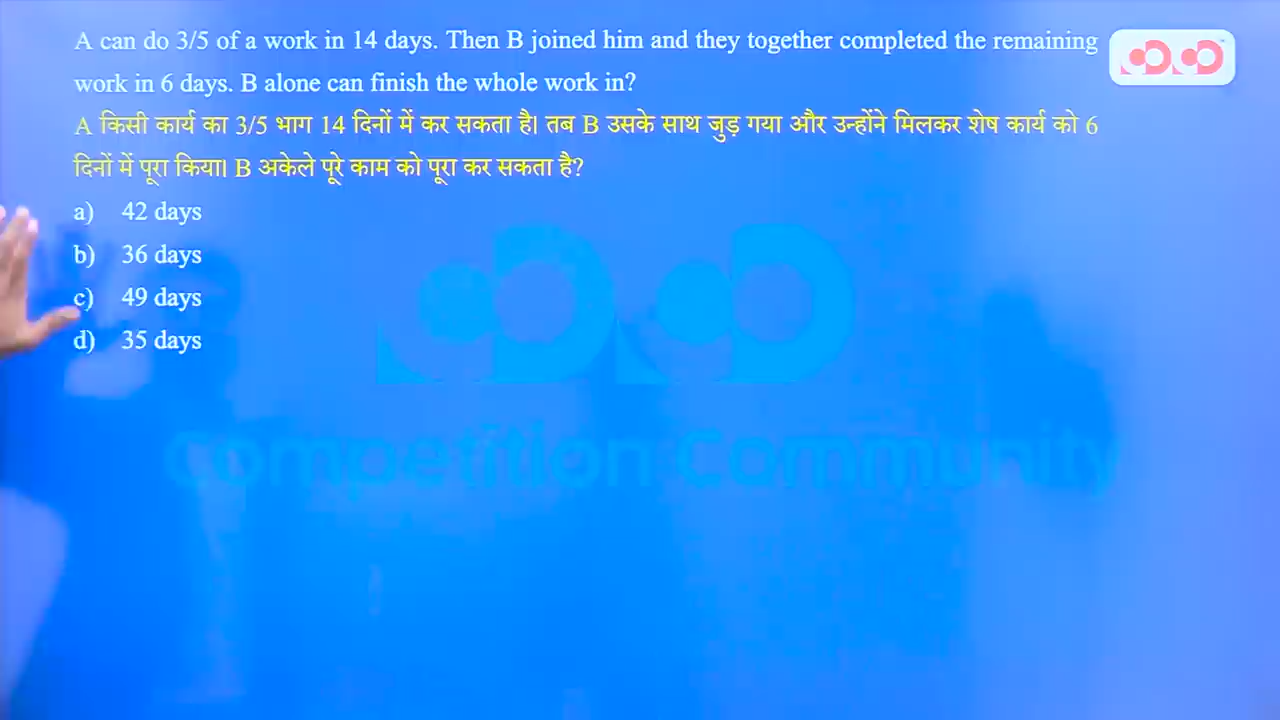 A can do 3/5 of a work in 14 days. Then B joined him and they together completed the remaining
work in 6 days. B alone can finish the whole work in?
A किसी कार्य का 3/5 भाग 14 दिनों में कर सकता है। तब B उसके साथ जुड़ गया और उन्होंने मिलकर शेष कार्य को 6
दिनों में पूरा किया। B अकेले पूरे काम को पूरा कर सकता है?
a) 42 days
b) 36 days
c) 49 days
d) 35 days
Competition Community